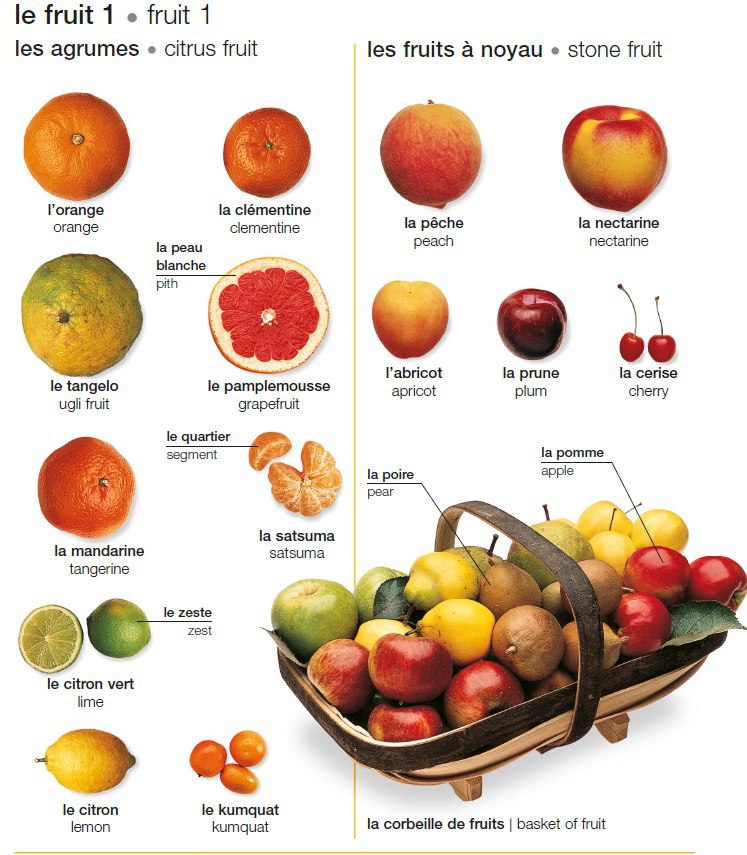 le fruit 1 • fruit 1
les agrumes • citrus fruit
l'orange
orange
la clémentine
clementine
la peau
blanche
pith
le tangelo
ugli fruit
le pamplemousse
grapefruit
le quartier
segment
la mandarine
tangerine
la satsuma
satsuma
le zeste
zest
le citron vert
lime
le citron
lemon
le kumquat
kumquat
les fruits à noyau • stone fruit
la pêche
peach
la nectarine
nectarine
l'abricot
apricot
la prune
plum
la cerise
cherry
la poire
pear
la pomme
apple
la corbeille de fruits | basket of fruit